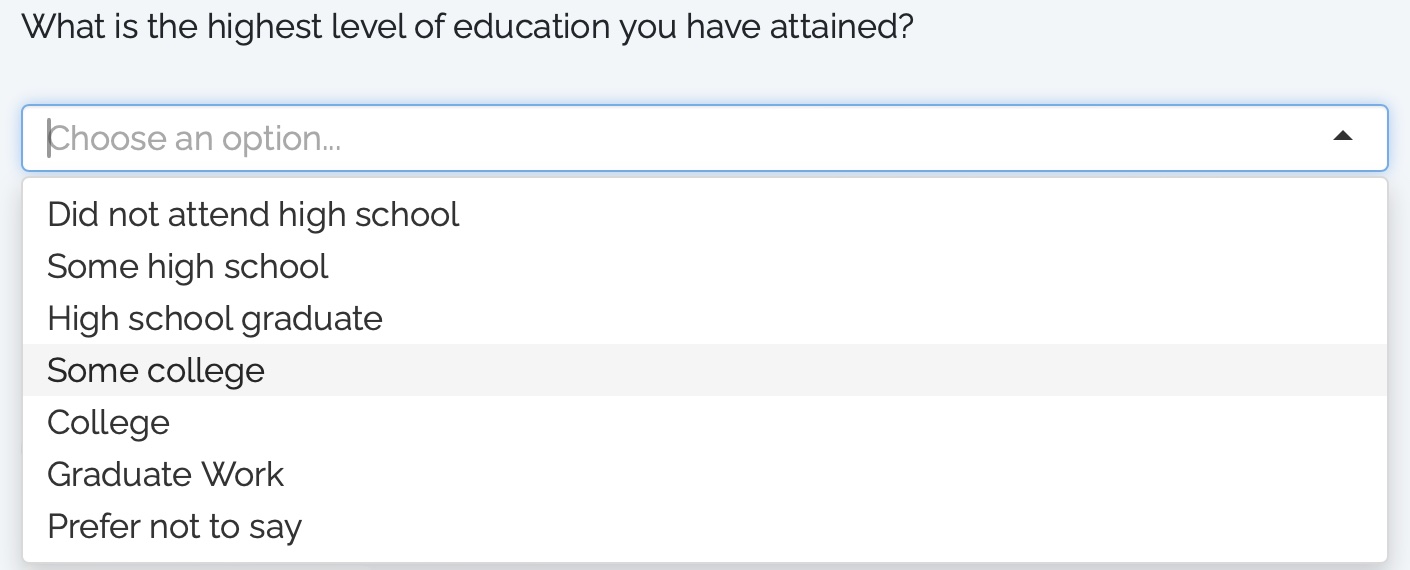 What is the highest level of education you have attained?
Choose an option...
Did not attend high school
Some high school
High school graduate
Some college
College
Graduate Work
Prefer not to say